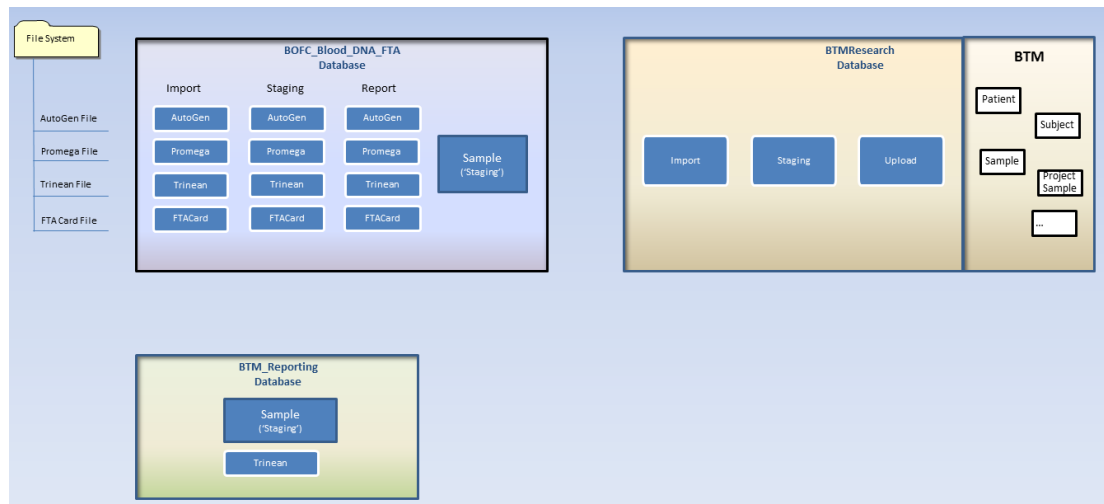 File System
AutoGen File
Promega File
Trinean File
FTA Card File
BOFC_Blood_DNA_FTA
Database
Import
Staging
Report
AutoGen
AutoGen
AutoGen
Promega
Promega
Promega
Trinean
Trinean
Trinean
FTACard
FTACard
FTACard
Sample
('Staging')
BTMResearch
Database
Import
Staging
Upload
BTM
Patient
Subject
Sample
Project
Sample
...
BTM_Reporting
Database
Sample
('Staging')
Trinean